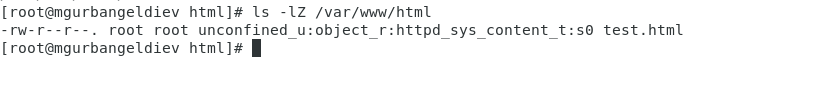 [root@mgurbangeldiev html]# ls -lZ /var/www/html
-rw-r--r--. root root unconfined_u:object_r:httpd_sys_content_t:s0 test.html
[root@mgurbangeldiev html]#